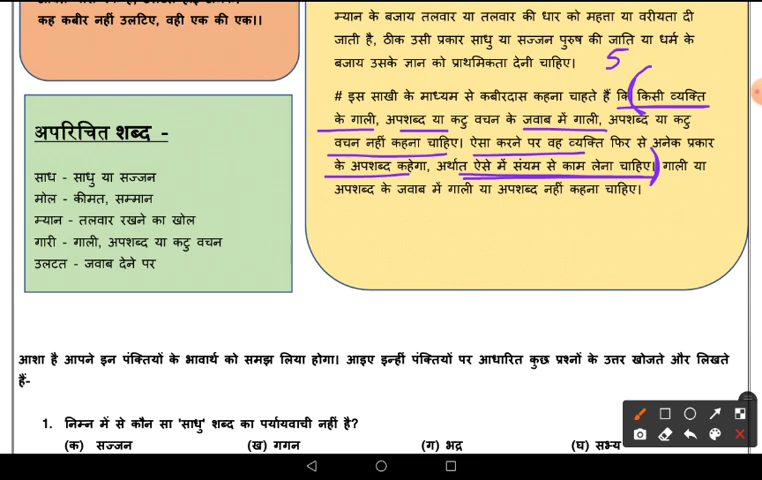 कह कबीर नहीं उलटिए, वही एक की एक।।
म्यान के बजाय तलवार या तलवार की धार को महत्ता या वरीयता दी
जाती है, ठीक उसी प्रकार साधु या सज्जन पुरुष की जाति या धर्म के
बजाय उसके ज्ञान को प्राथमिकता देनी चाहिए।
5
# इस साखी के माध्यम से कबीरदास कहना चाहते हैं कि किसी व्यक्ति
के गाली, अपशब्द या कटु वचन के जवाब में गाली, अपशब्द या कटु
वचन नहीं कहना चाहिए। ऐसा करने पर वह व्यक्ति फिर से अनेक प्रकार
के अपशब्द कहेगा, अर्थात ऐसे में संयम से काम लेना चाहिए। गाली या
अपशब्द के जवाब में गाली या अपशब्द नहीं कहना चाहिए।
अपरिचित शब्द -
साध - साधु या सज्जन
मोल - कीमत, सम्मान
म्यान - तलवार रखने का खोल
गारी - गाली, अपशब्द या कटु वचन
उलटत - जवाब देने पर
आशा है आपने इन पंक्तियों के भावार्थ को समझ लिया होगा। आइए इन्हीं पंक्तियों पर आधारित कुछ प्रश्नों के उत्तर खोजते और लिखते
हैं-
1. निम्न में से कौन सा 'साधु' शब्द का पर्यायवाची नहीं है?
(क) सज्जन (ख) गगन (ग) भद्र (घ) सभ्य